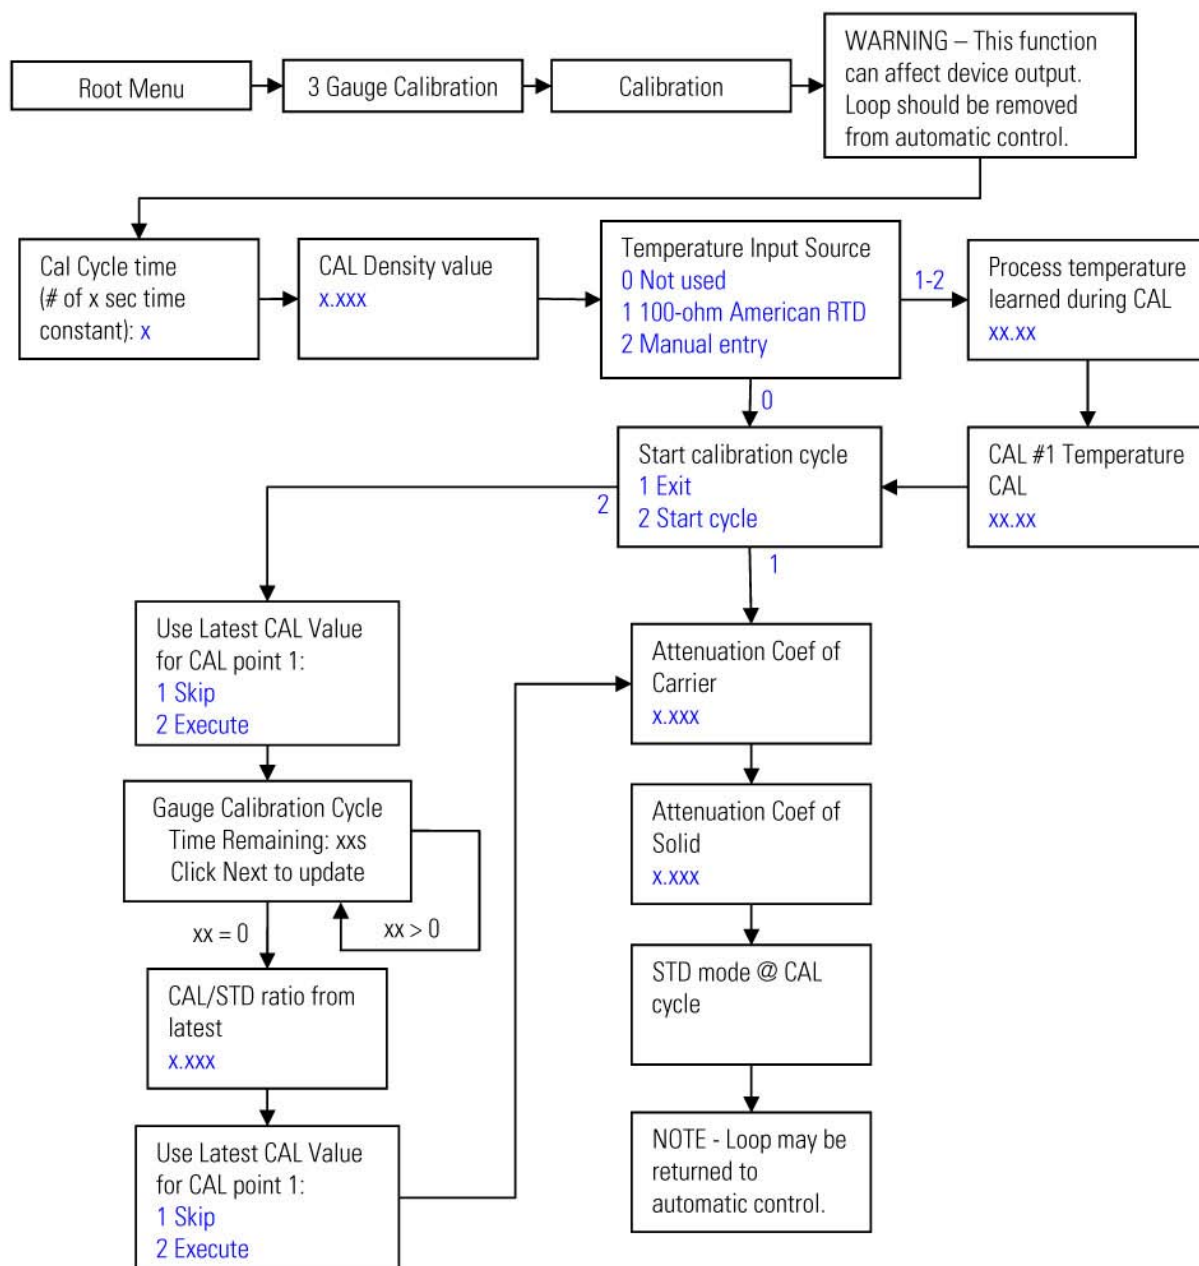 Root Menu
3 Gauge Calibration
Calibration
WARNING – This function
can affect device output.
Loop should be removed
from automatic control.
Cal Cycle time
(# of x sec time
constant): x
CAL Density value
x.xxx
Temperature Input Source
0 Not used
1 100-ohm American RTD
2 Manual entry
1-2
Process temperature
learned during CAL
xx.xx
0
Start calibration cycle
1 Exit
2 Start cycle
CAL #1 Temperature
CAL
xx.xx
2
1
Use Latest CAL Value
for CAL point 1:
1 Skip
2 Execute
Gauge Calibration Cycle
Time Remaining: xxs
Click Next to update
xx = 0
xx > 0
CAL/STD ratio from
latest
x.xxx
Use Latest CAL Value
for CAL point 1:
1 Skip
2 Execute
Attenuation Coef of
Carrier
x.xxx
Attenuation Coef of
Solid
x.xxx
STD mode @ CAL
cycle
NOTE - Loop may be
returned to
automatic control.